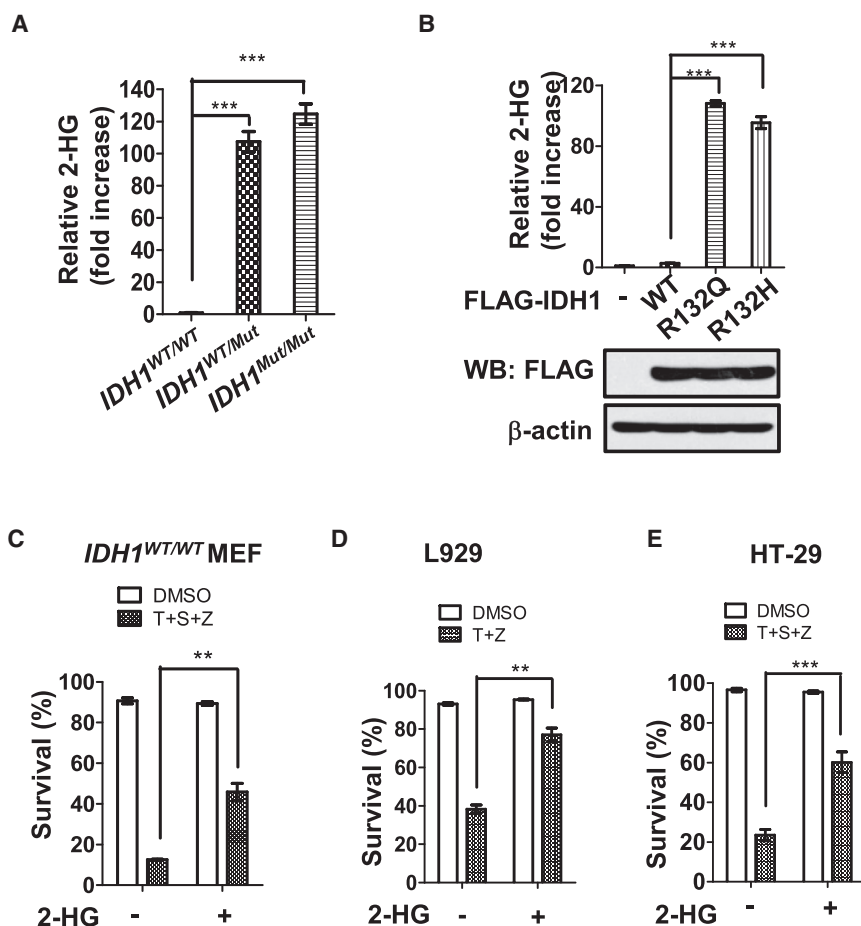 A
Relative 2-HG
(fold increase)
140
120
100
80
60
40
20
0
***
***
IDH1WT/WT
IDH1WT/Mut
IDH1Mut/Mut
B
Relative 2-HG
(fold increase)
120
80
40
0
***
***
FLAG-IDH1 - WT R132Q R132H
WB: FLAG
β-actin
C
IDH1WT/WT MEF
DMSO
T+S+Z
Survival (%)
100
80
60
40
20
0
**
2-HG - +
D
L929
DMSO
T+Z
Survival (%)
100
80
60
40
20
0
**
2-HG - +
E
HT-29
DMSO
T+S+Z
Survival (%)
100
80
60
40
20
0
***
2-HG - +